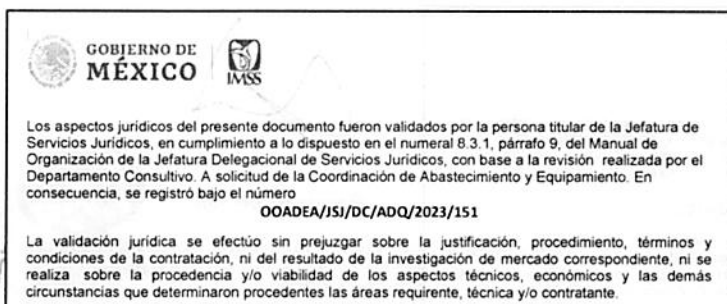 GOBIERNO DE
MÉXICO
IMSS
Los aspectos jurídicos del presente documento fueron validados por la persona titular de la Jefatura de
Servicios Jurídicos, en cumplimiento a lo dispuesto en el numeral 8.3.1, párrafo 9, del Manual de
Organización de la Jefatura Delegacional de Servicios Jurídicos, con base a la revisión realizada por el
Departamento Consultivo. A solicitud de la Coordinación de Abastecimiento y Equipamiento. En
consecuencia, se registró bajo el número
OOADEA/JSJ/DC/ADQ/2023/151
La validación jurídica se efectúo sin prejuzgar sobre la justificación, procedimiento, términos y
condiciones de la contratación, ni del resultado de la investigación de mercado correspondiente, ni se
realiza sobre la procedencia y/o viabilidad de los aspectos técnicos, económicos y las demás
circunstancias que determinaron procedentes las áreas requirente, técnica y/o contratante.